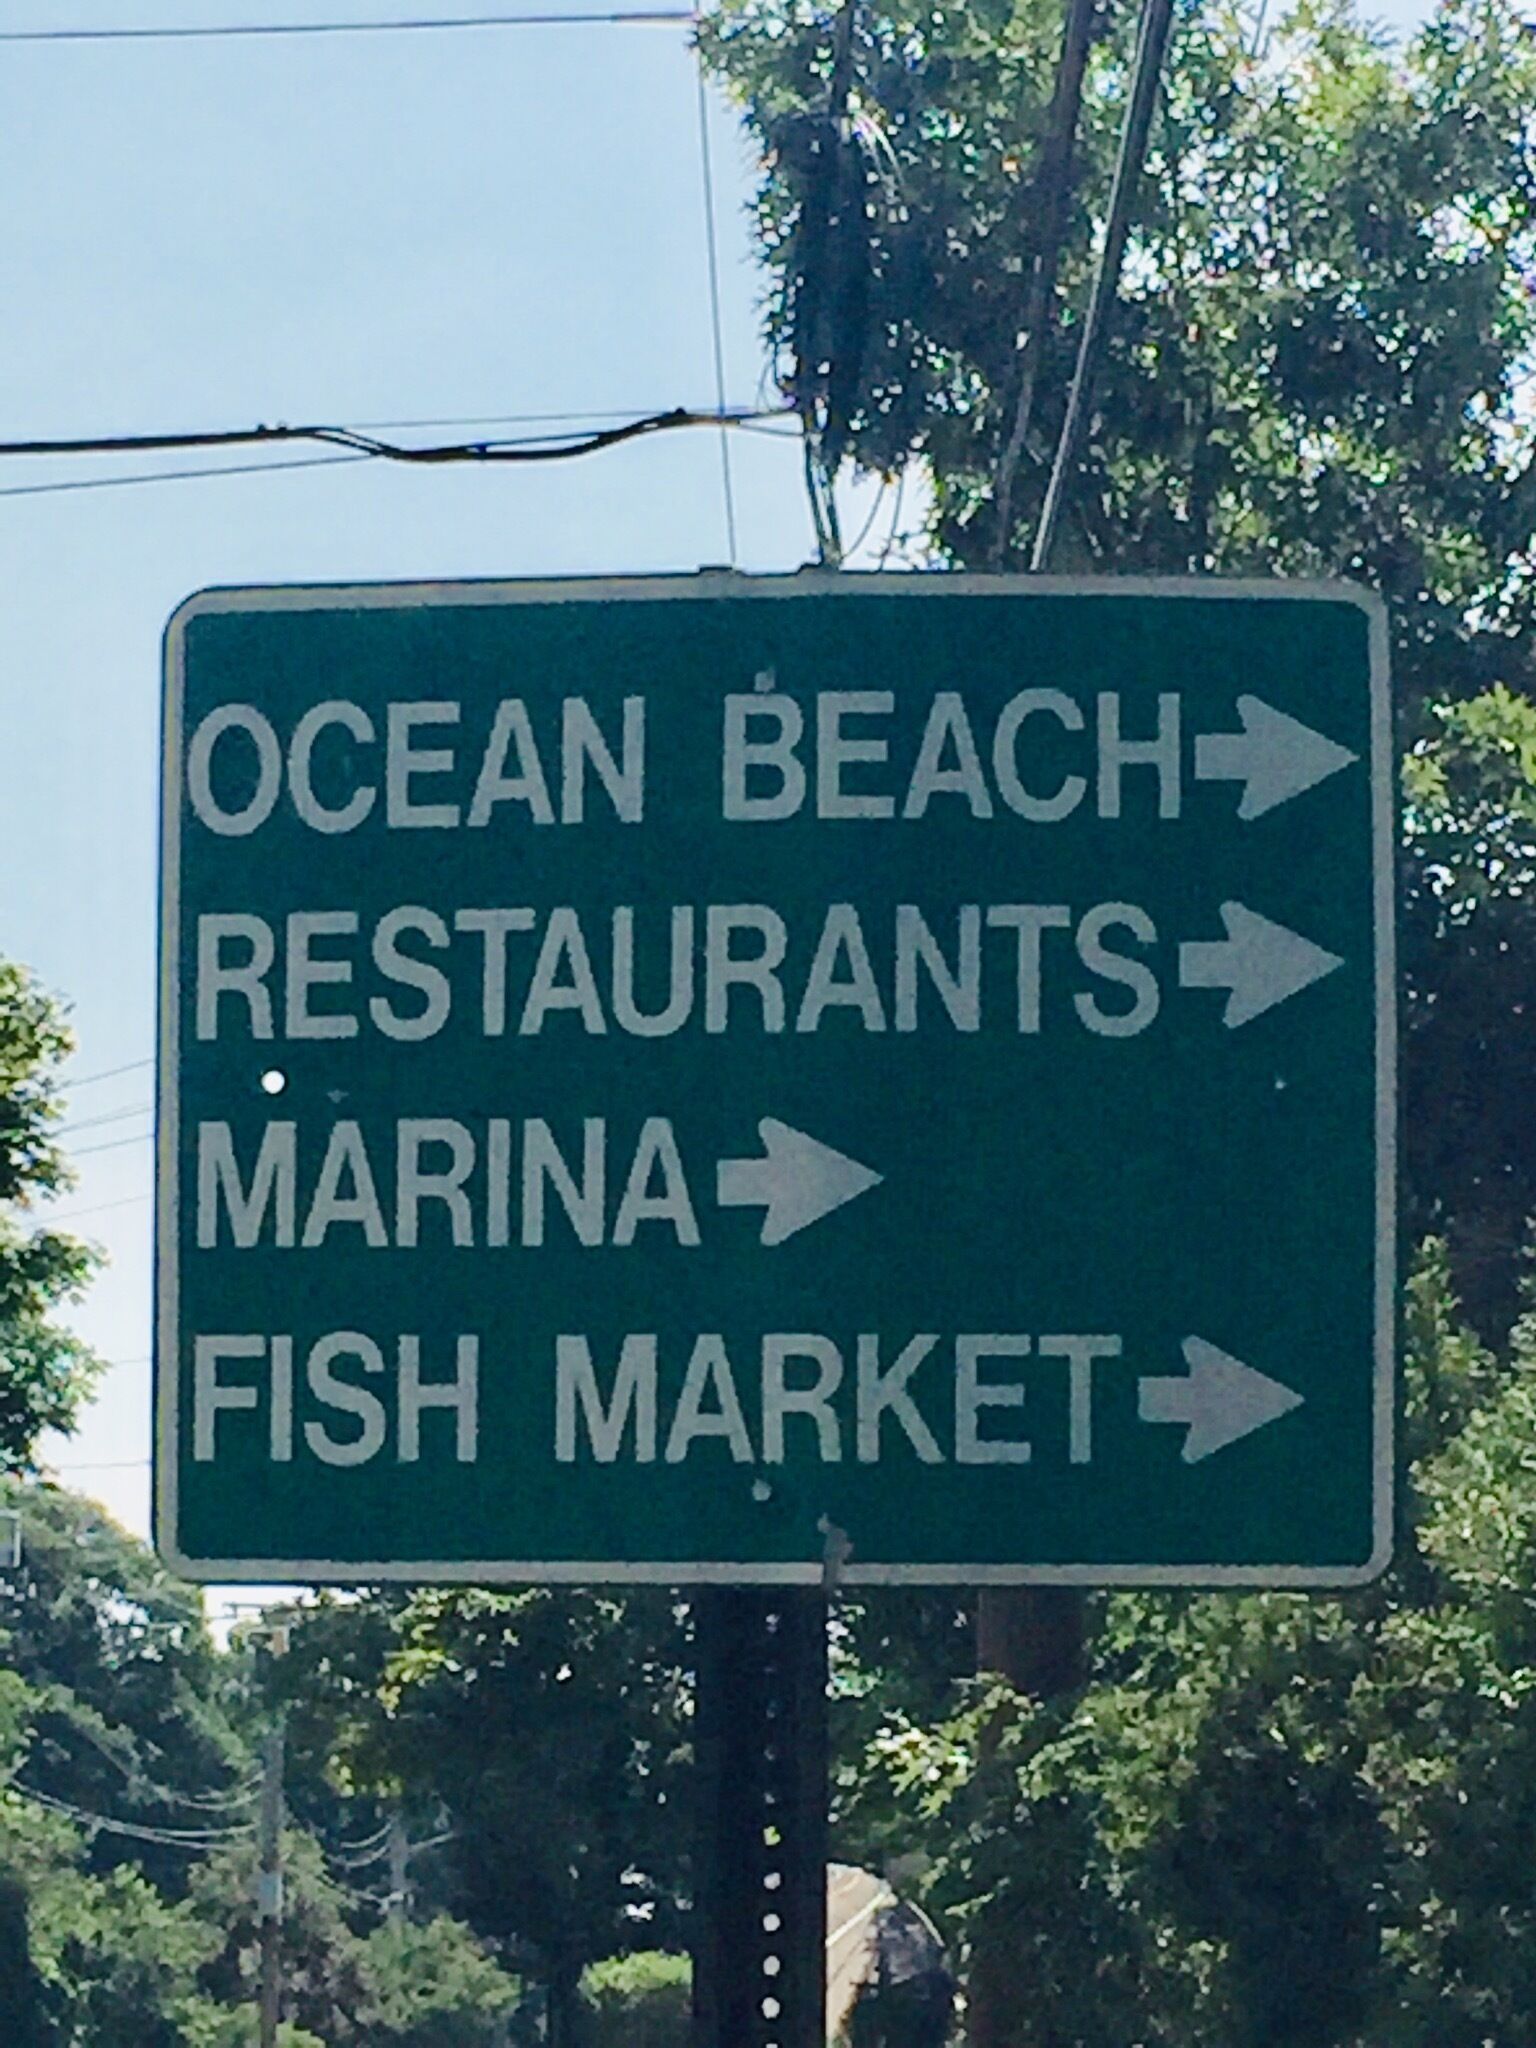 OCEAN BEACH
RESTAURANTS
MARINA
FISH MARKET